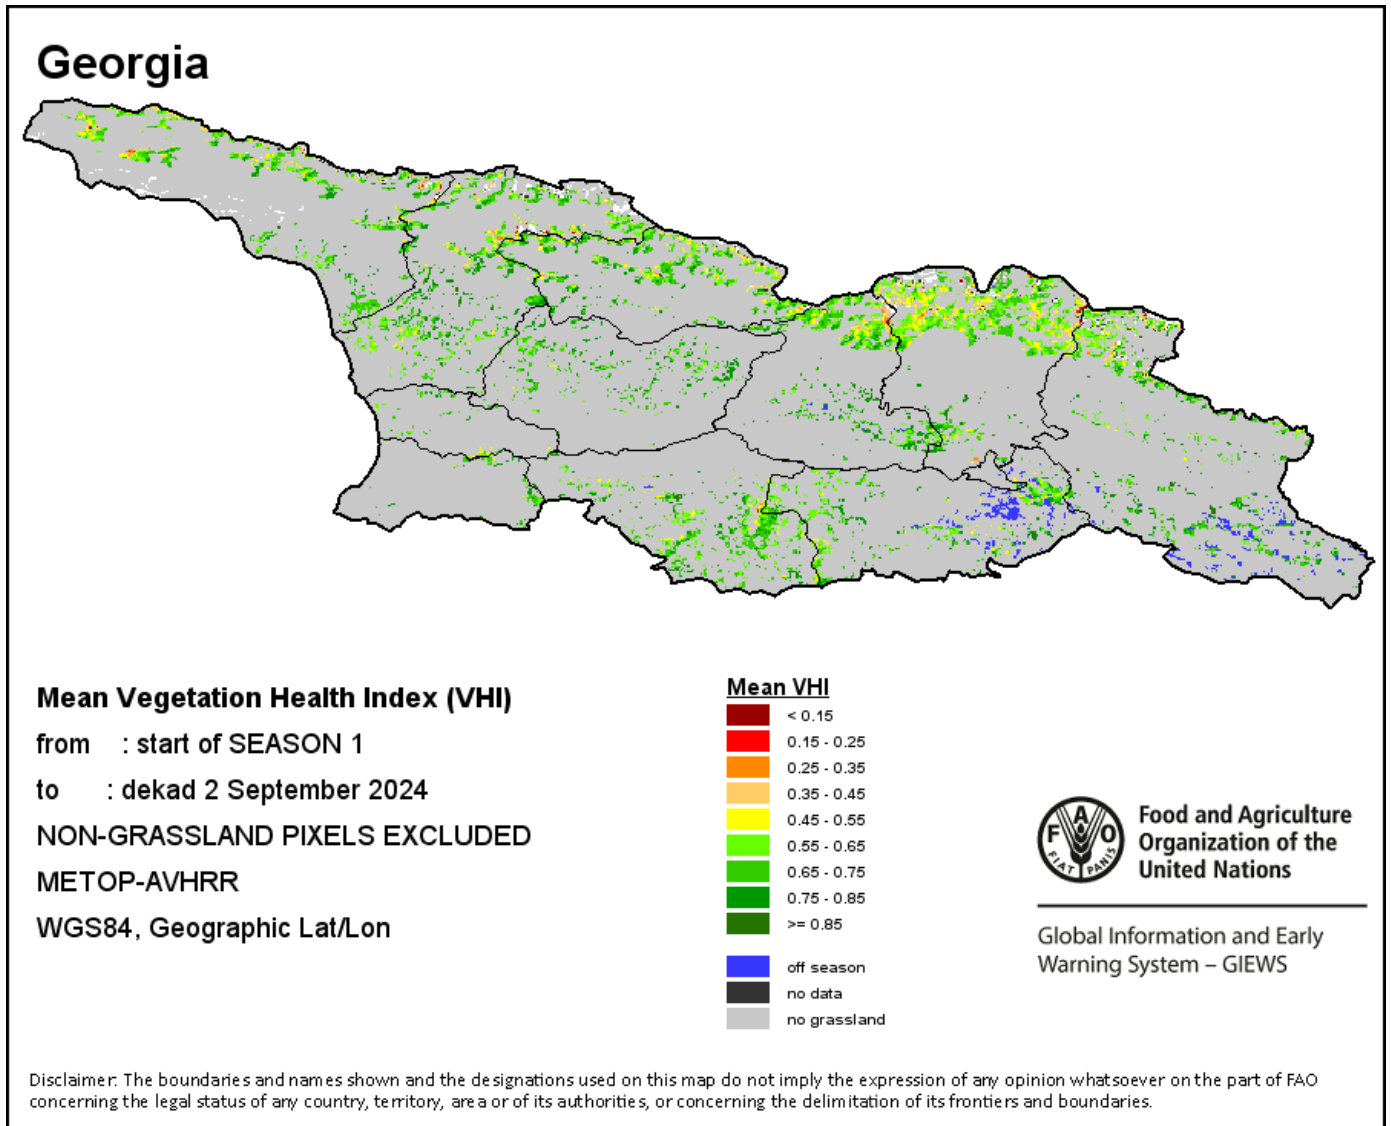 Georgia
Mean Vegetation Health Index (VHI)
from : start of SEASON 1
to : dekad 2 September 2024
NON-GRASSLAND PIXELS EXCLUDED
METOP-AVHRR
WGS84, Geographic Lat/Lon
Mean VHI
< 0.15
0.15 - 0.25
0.25 - 0.35
0.35 - 0.45
0.45 - 0.55
0.55 - 0.65
0.65 - 0.75
0.75 - 0.85
>= 0.85
off season
no data
no grassland
F A O
FIAT PANIS
Food and Agriculture
Organization of the
United Nations
Global Information and Early
Warning System – GIEWS
Disclaimer: The boundaries and names shown and the designations used on this map do not imply the expression of any opinion whatsoever on the part of FAO
concerning the legal status of any country, territory, area or of its authorities, or concerning the delimitation of its frontiers and boundaries.